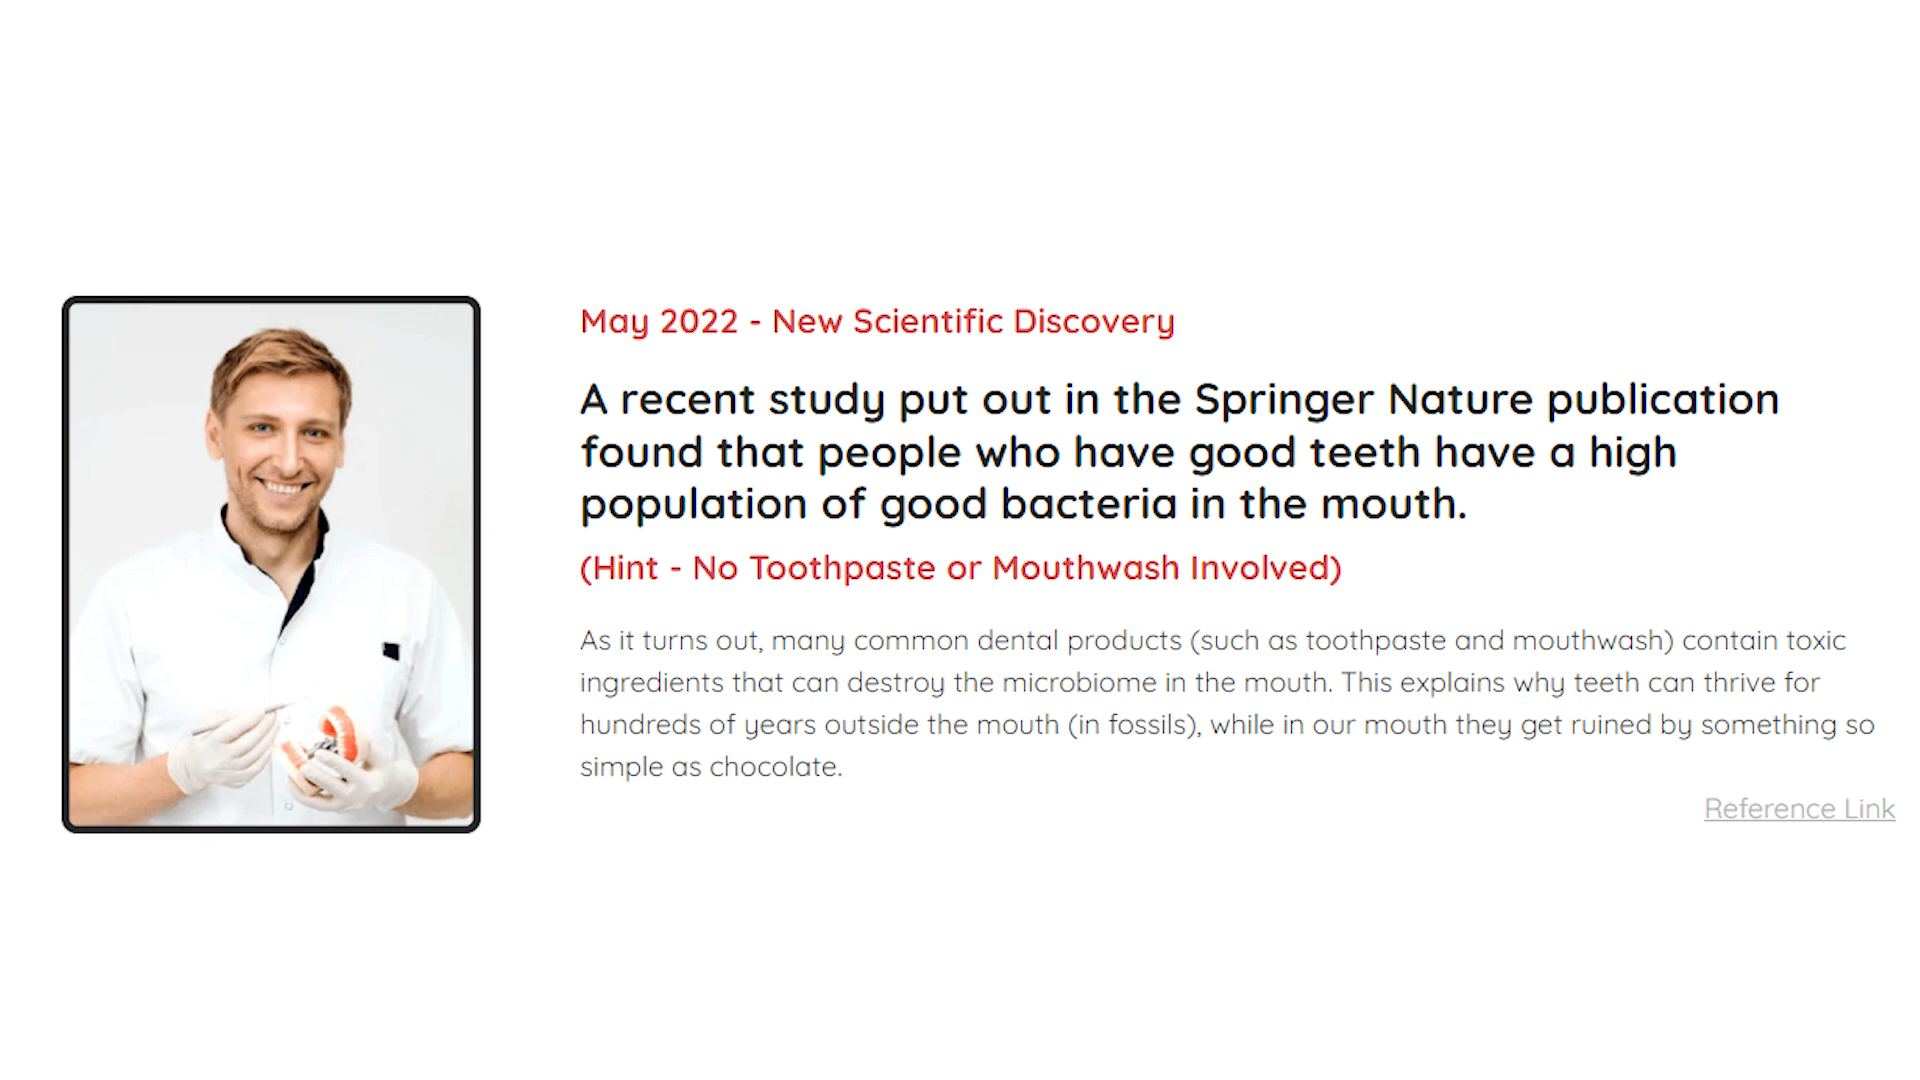 May 2022 - New Scientific Discovery
A recent study put out in the Springer Nature publication
found that people who have good teeth have a high
population of good bacteria in the mouth.
(Hint - No Toothpaste or Mouthwash Involved)
As it turns out, many common dental products (such as toothpaste and mouthwash) contain toxic
ingredients that can destroy the microbiome in the mouth. This explains why teeth can thrive for
hundreds of years outside the mouth (in fossils), while in our mouth they get ruined by something so
simple as chocolate.
Reference Link